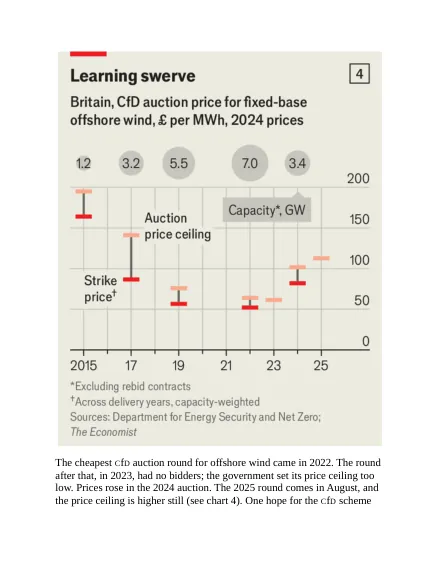 Learning swerve
4
Britain, CfD auction price for fixed-base
offshore wind, £ per MWh, 2024 prices
1.2 3.2 5.5 7.0 3.4
200
Capacity*, GW
Auction
price ceiling
150
100
Strike
price†
50
0
2015 17 19 21 23 25
*Excluding rebid contracts
†Across delivery years, capacity-weighted
Sources: Department for Energy Security and Net Zero;
The Economist
The cheapest CfD auction round for offshore wind came in 2022. The round
after that, in 2023, had no bidders; the government set its price ceiling too
low. Prices rose in the 2024 auction. The 2025 round comes in August, and
the price ceiling is higher still (see chart 4). One hope for the CfD scheme